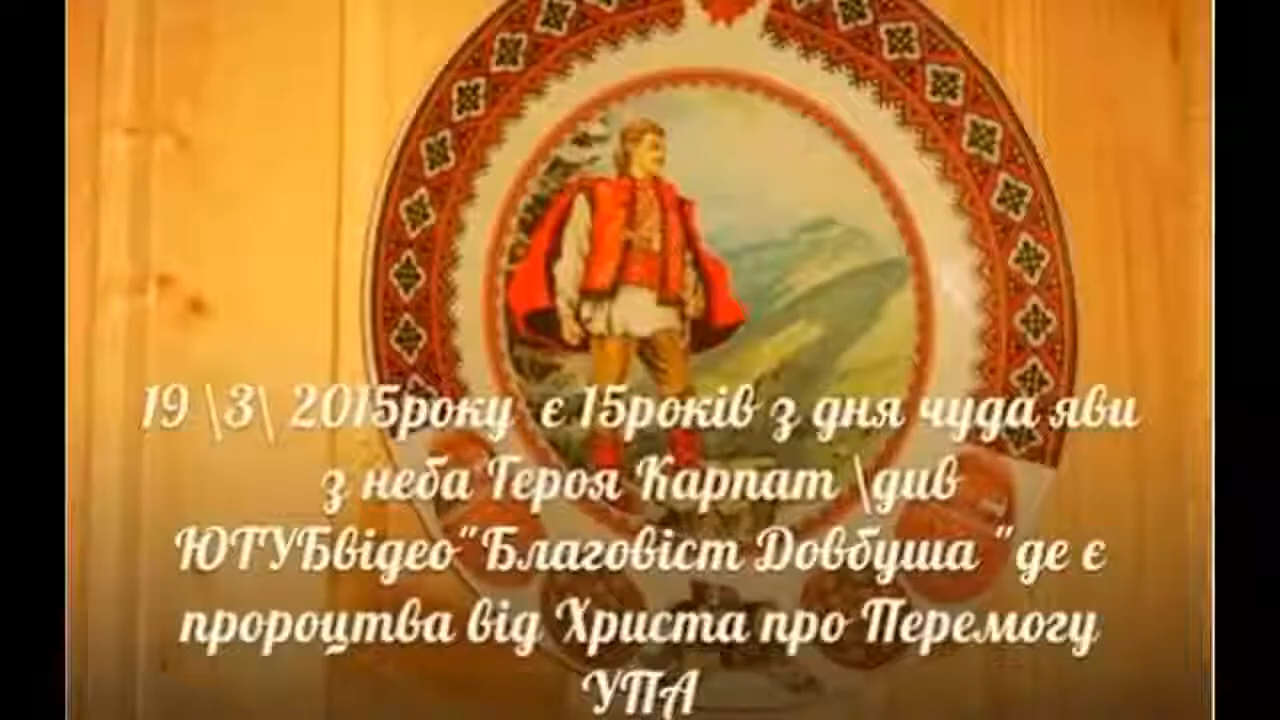 19 \3\ 2015року є 15років з дня чуда яви
з неба Героя Карпат \див
ЮТУБвідео"Благовіст Довбуша "де є
пророцтва від Христа про Перемогу
УПА